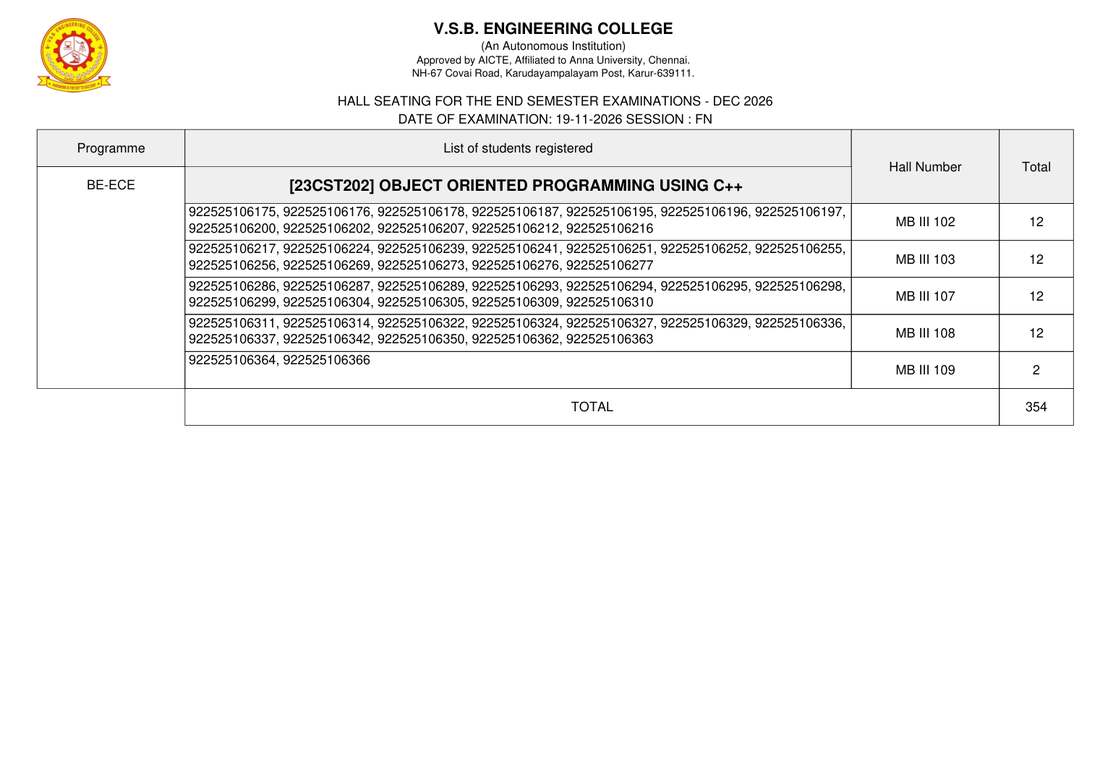 V.S.B. ENGINEERING COLLEGE
(An Autonomous Institution)
Approved by AICTE, Affiliated to Anna University, Chennai.
NH-67 Covai Road, Karudayampalayam Post, Karur-639111.
HALL SEATING FOR THE END SEMESTER EXAMINATIONS - DEC 2026
DATE OF EXAMINATION: 19-11-2026 SESSION : FN
Programme List of students registered Hall Number Total
BE-ECE [23CST202] OBJECT ORIENTED PROGRAMMING USING C++
922525106175, 922525106176, 922525106178, 922525106187, 922525106195, 922525106196, 922525106197,
922525106200, 922525106202, 922525106207, 922525106212, 922525106216
MB III 102 12
922525106217, 922525106224, 922525106239, 922525106241, 922525106251, 922525106252, 922525106255,
922525106256, 922525106269, 922525106273, 922525106276, 922525106277
MB III 103 12
922525106286, 922525106287, 922525106289, 922525106293, 922525106294, 922525106295, 922525106298,
922525106299, 922525106304, 922525106305, 922525106309, 922525106310
MB III 107 12
922525106311, 922525106314, 922525106322, 922525106324, 922525106327, 922525106329, 922525106336,
922525106337, 922525106342, 922525106350, 922525106362, 922525106363
MB III 108 12
922525106364, 922525106366
MB III 109 2
TOTAL 354